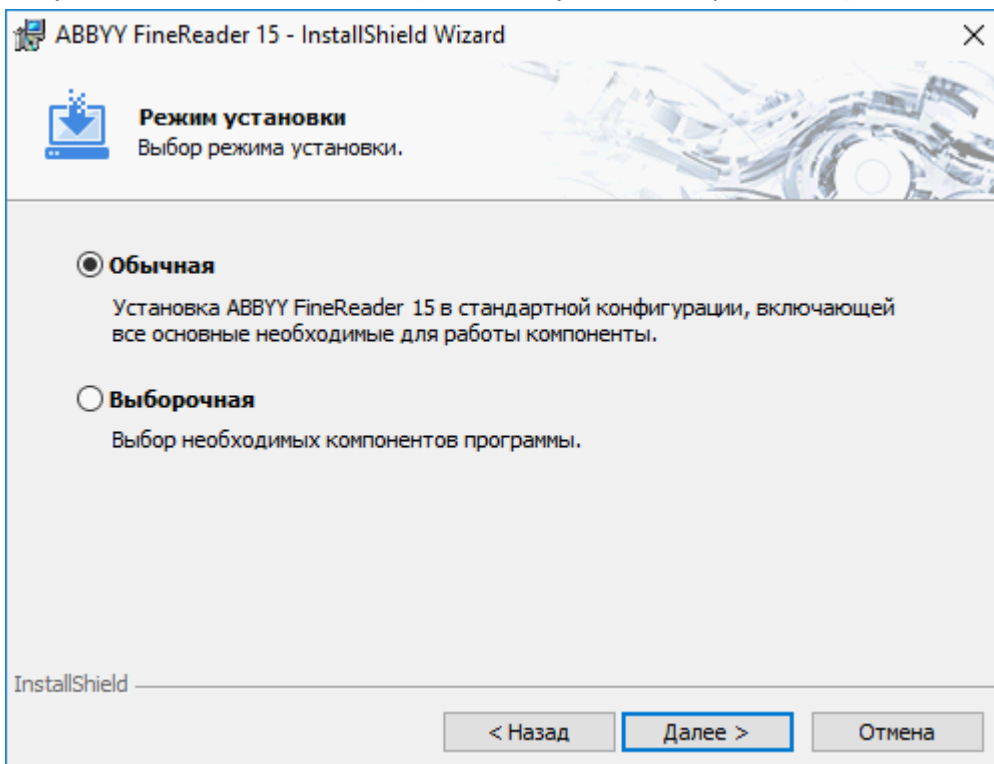 ABBYY FineReader 15 - InstallShield Wizard
Режим установки
Выбор режима установки.
Обычная
Установка ABBYY FineReader 15 в стандартной конфигурации, включающей
все основные необходимые для работы компоненты.
Выборочная
Выбор необходимых компонентов программы.
InstallShield
< Назад
Далее >
Отмена